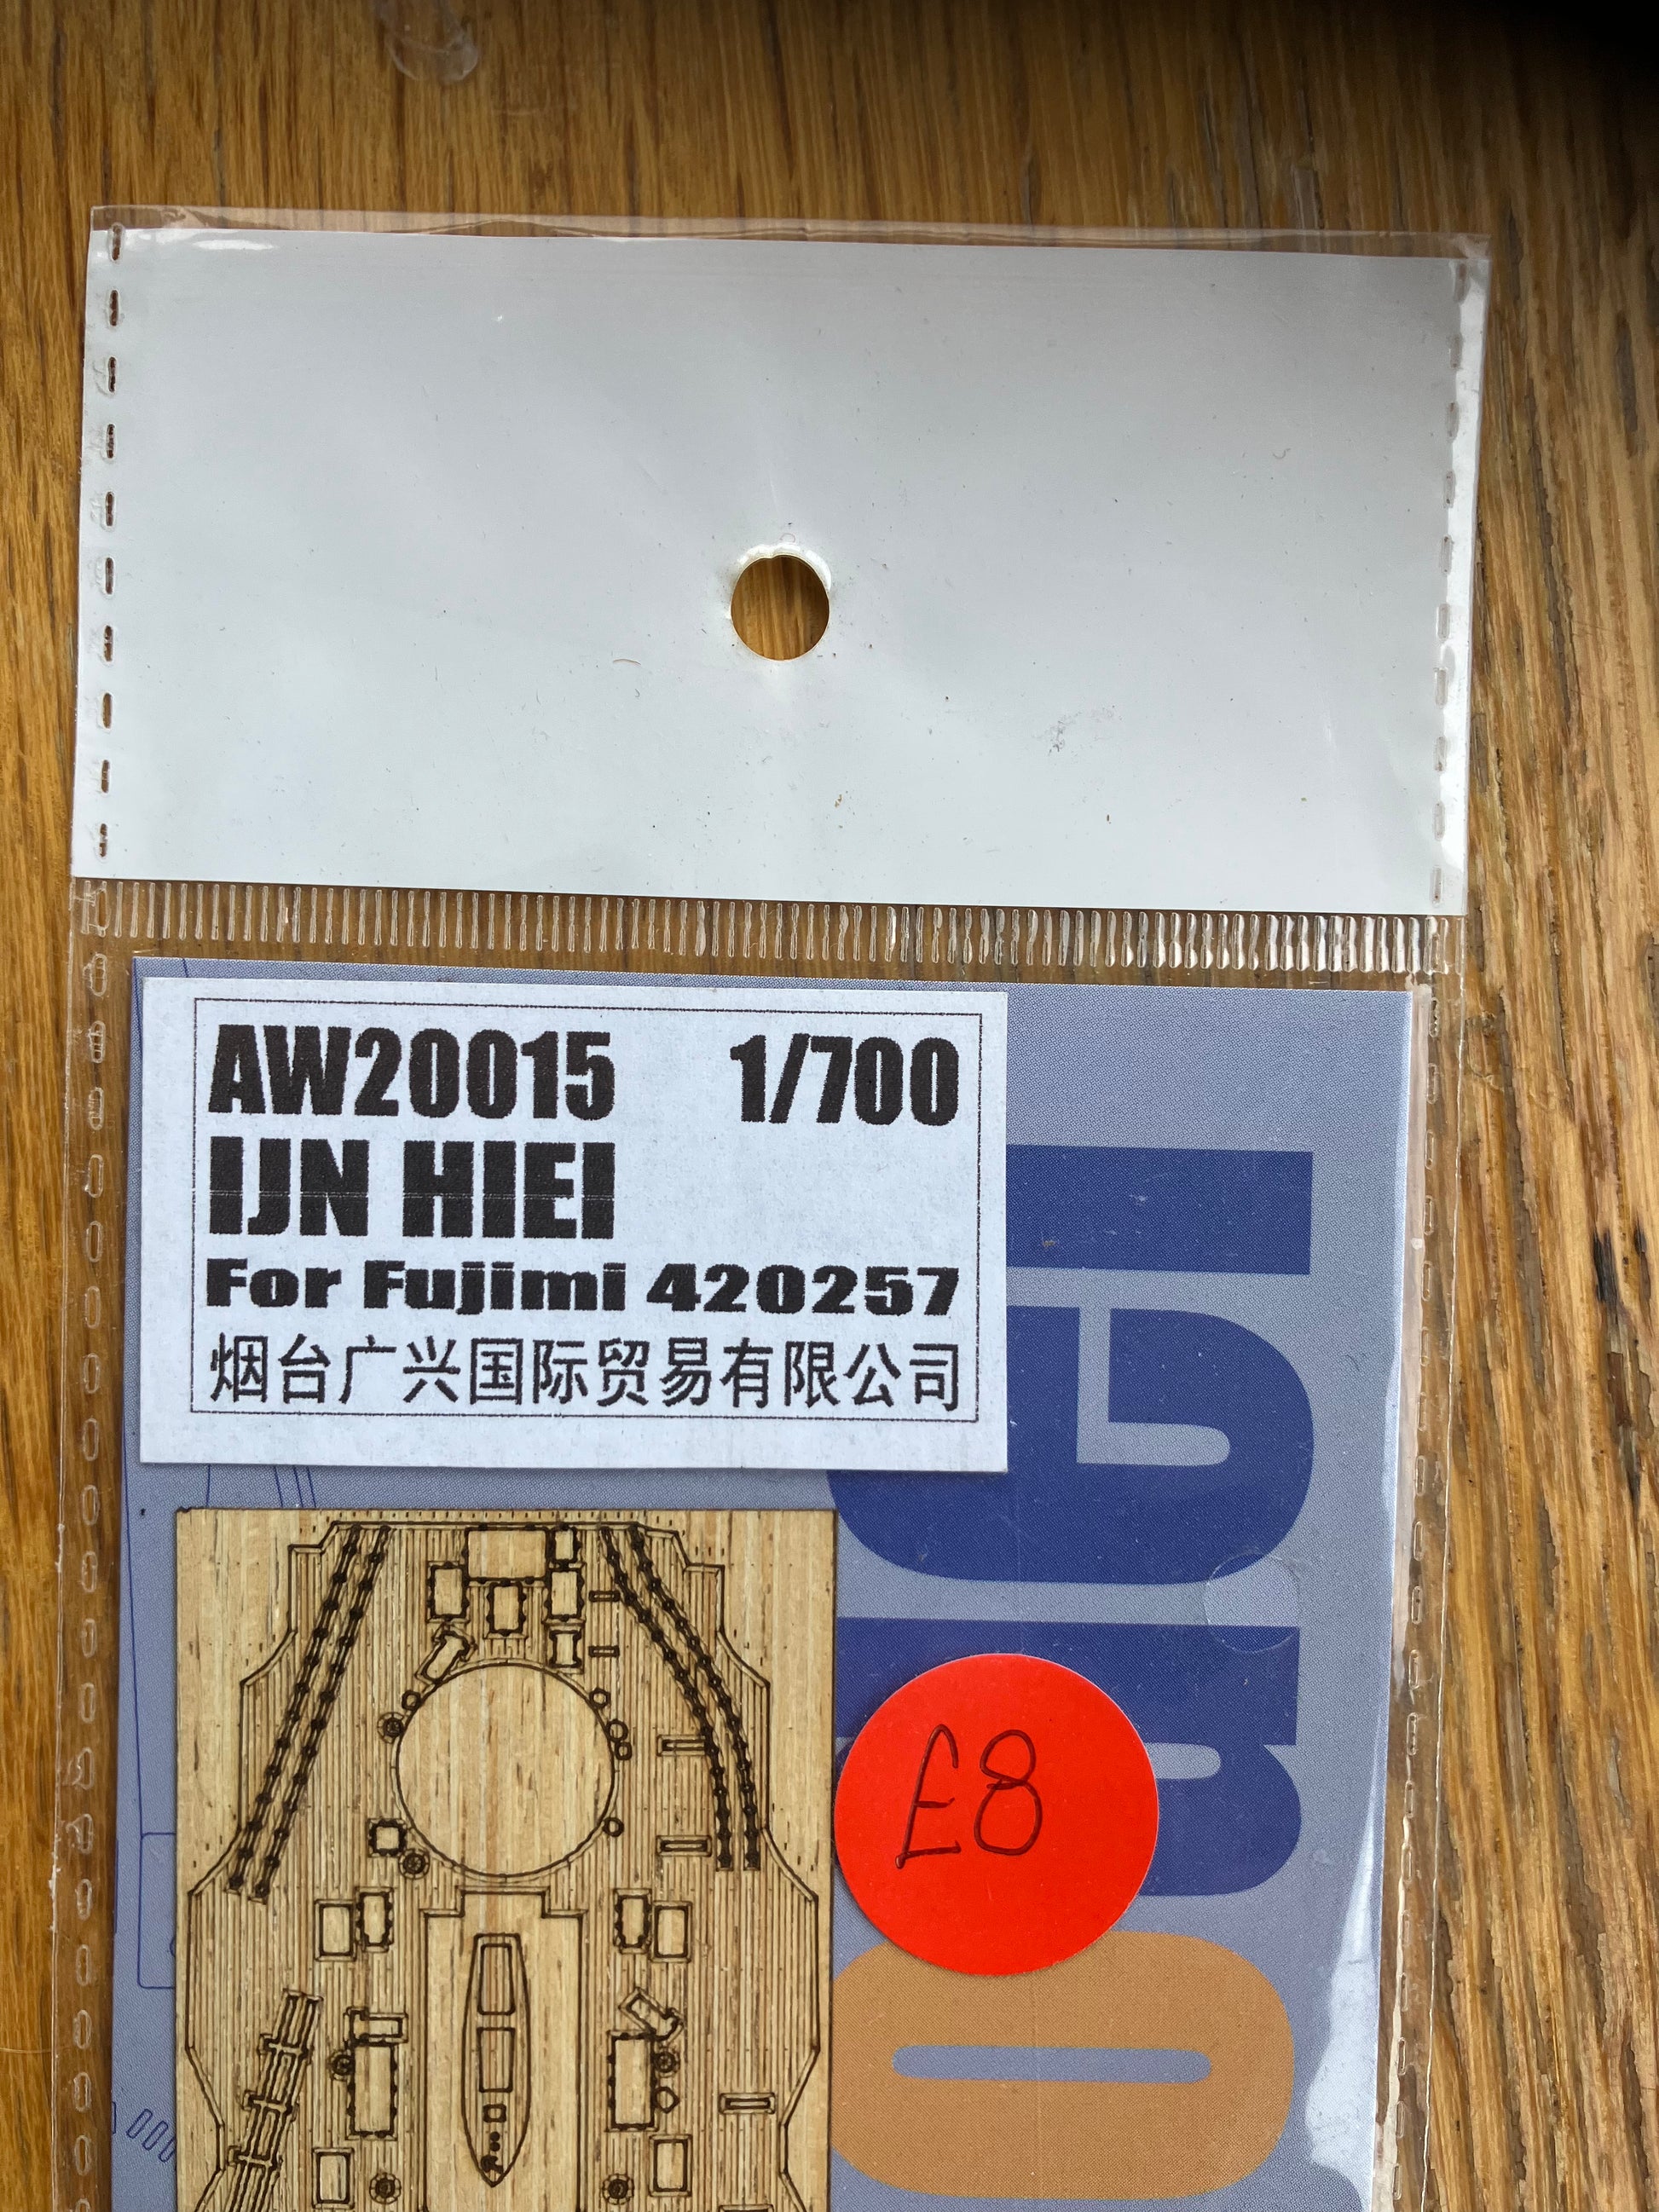 AW20015 1/700
IJN HIEI
For Fujimi 420257
烟台广兴国际贸易有限公司
£8